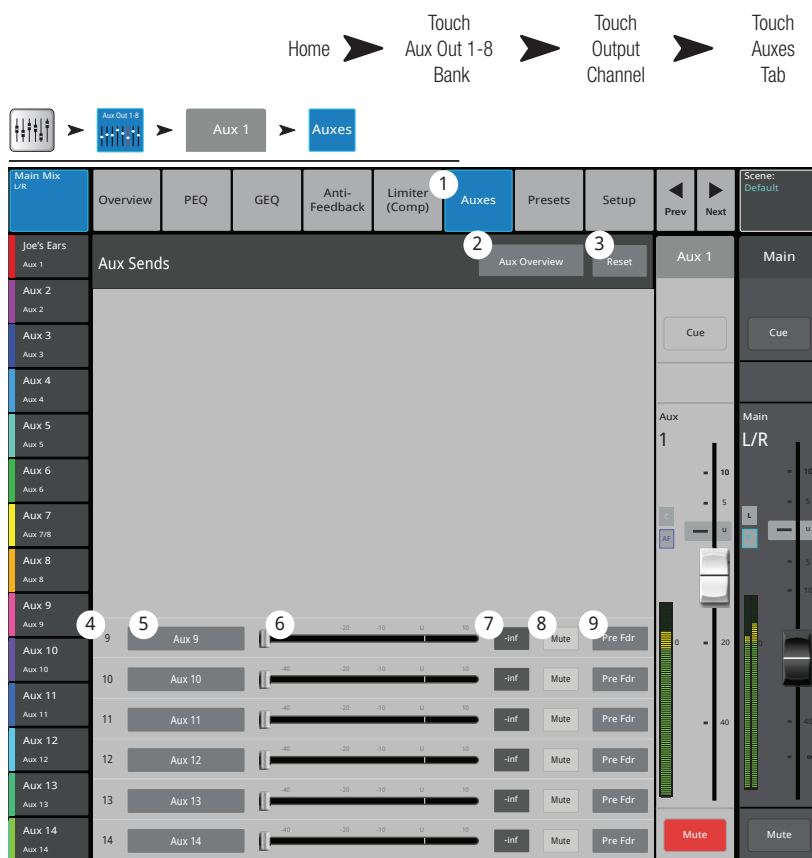 Home
Touch
Aux Out 1-8
Bank
Touch
Output
Channel
Touch
Auxes
Tab
Aux Out 1-8
Aux 1
Auxes
Main Mix
L/R
Overview
PEQ
GEQ
Anti-
Feedback
Limiter
(Comp)
1
Auxes
Presets
Setup
Prev
Next
Scene:
Default
Joe's Ears
Aux 1
Aux 2
Aux 2
Aux 3
Aux 3
Aux 4
Aux 4
Aux 5
Aux 5
Aux 6
Aux 6
Aux 7
Aux 7/8
Aux 8
Aux 8
Aux 9
Aux 9
Aux 10
Aux 10
Aux 11
Aux 11
Aux 12
Aux 12
Aux 13
Aux 13
Aux 14
Aux 14
Aux Sends
2
Aux Overview
3
Reset
4 5 6 7 8 9
9 Aux 9 -20 -10 U 10 -inf Mute Pre Fdr
10 Aux 10 -40 -20 -10 U 10 -inf Mute Pre Fdr
11 Aux 11 -40 -20 -10 U 10 -inf Mute Pre Fdr
12 Aux 12 -40 -20 -10 U 10 -inf Mute Pre Fdr
13 Aux 13 -40 -20 -10 U 10 -inf Mute Pre Fdr
14 Aux 14 -40 -20 -10 U 10 -inf Mute Pre Fdr
Aux 1
Cue
Aux
1
10
5
C
U
AF
0
20
40
Mute
Main
Cue
Main
L/R
10
5
L
U
5
10
0
20
40
∞
Mute